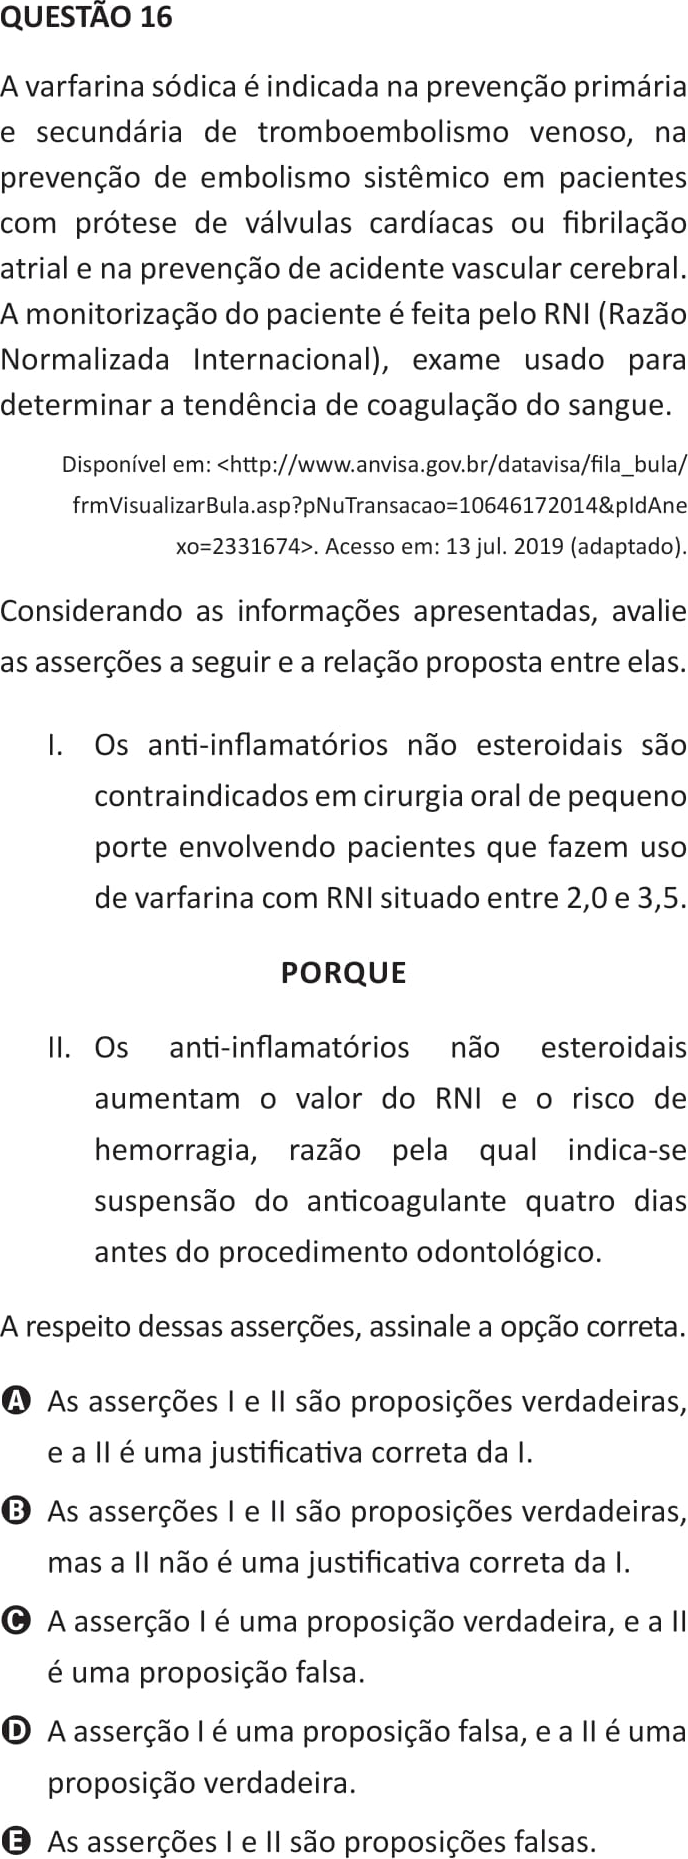 QUESTÃO 16
A varfarina sódica é indicada na prevenção primária
e secundária de tromboembolismo venoso, na
prevenção de embolismo sistêmico em pacientes
com prótese de válvulas cardíacas ou fibrilação
atrial e na prevenção de acidente vascular cerebral.
A monitorização do paciente é feita pelo RNI (Razão
Normalizada Internacional), exame usado para
determinar a tendência de coagulação do sangue.
Disponível em: <http://www.anvisa.gov.br/datavisa/fila_bula/
frmVisualizarBula.asp?pNuTransacao=10646172014&pIdAne
xo=2331674>. Acesso em: 13 jul. 2019 (adaptado).
Considerando as informações apresentadas, avalie
as asserções a seguir e a relação proposta entre elas.
I. Os anti-inflamatórios não esteroidais são
contraindicados em cirurgia oral de pequeno
porte envolvendo pacientes que fazem uso
de varfarina com RNI situado entre 2,0 e 3,5.
PORQUE
II. Os anti-inflamatórios não esteroidais
aumentam o valor do RNI e o risco de
hemorragia, razão pela qual indica-se
suspensão do anticoagulante quatro dias
antes do procedimento odontológico.
A respeito dessas asserções, assinale a opção correta.
A As asserções I e II são proposições verdadeiras,
e a II é uma justificativa correta da I.
B As asserções I e II são proposições verdadeiras,
mas a II não é uma justificativa correta da I.
C A asserção I é uma proposição verdadeira, e a II
é uma proposição falsa.
D A asserção I é uma proposição falsa, e a II é uma
proposição verdadeira.
E As asserções I e II são proposições falsas.